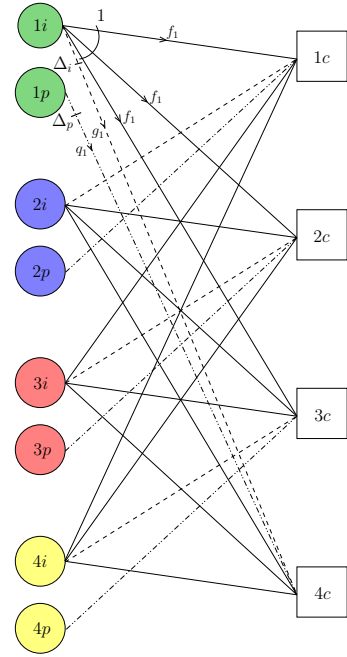 1i
1
f₁
1c
Δᵢ
1p
f₁
Δₚ
g₁
f₁
q₁
2i
2c
2p
3i
3c
3p
4i
4c
4p